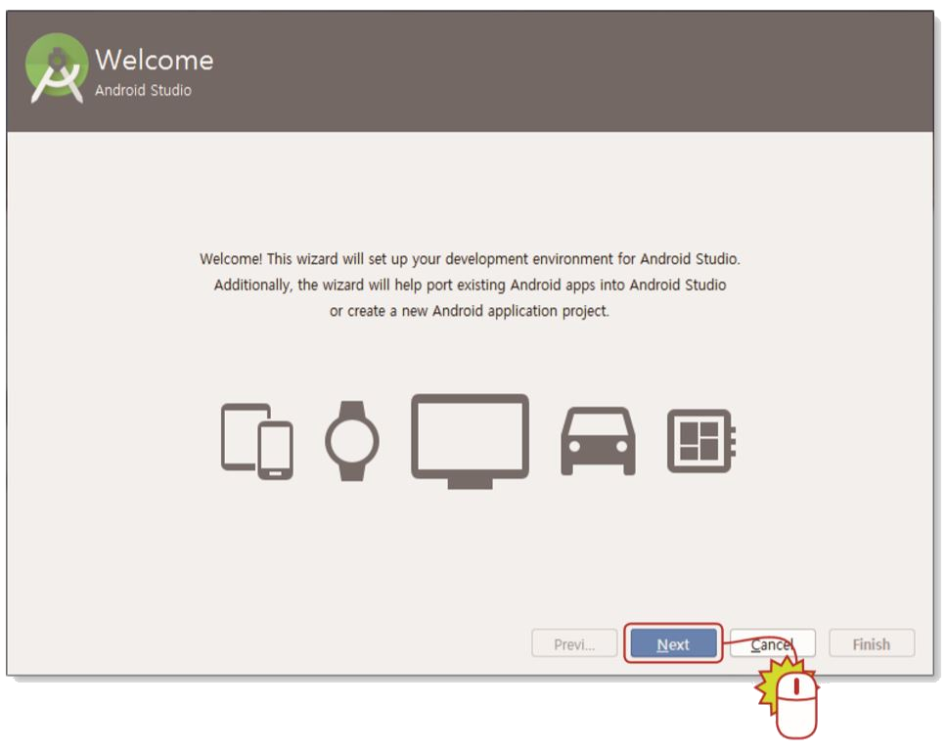 Welcome
Android Studio
Welcome! This wizard will set up your development environment for Android Studio.
Additionally, the wizard will help port existing Android apps into Android Studio
or create a new Android application project.
Previ... Next Cancel Finish